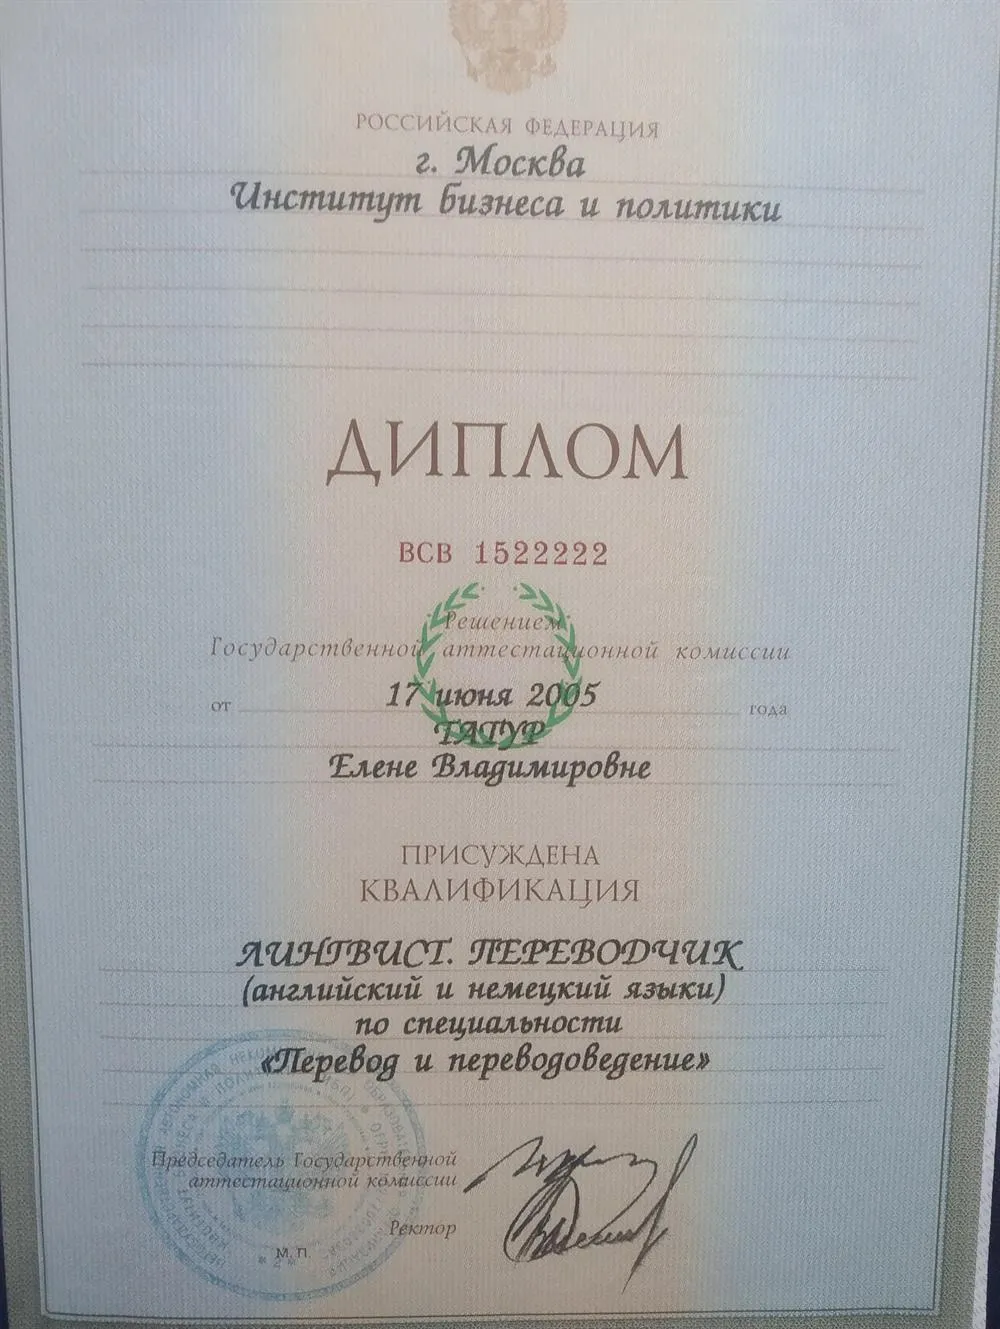 РОССИЙСКАЯ ФЕДЕРАЦИЯ
г. Москва
Институт бизнеса и политики
ДИПЛОМ
ВСВ 1522222
Решением
Государственной аттестационной комиссии
от 17 июня 2005 года
ТАТУР
Елене Владимировне
ПРИСУЖДЕНА
КВАЛИФИКАЦИЯ
ЛИНГВИСТ. ПЕРЕВОДЧИК
(английский и немецкий языки)
по специальности
«Перевод и переводоведение»
Председатель Государственной
аттестационной комиссии
Ректор
М. П.